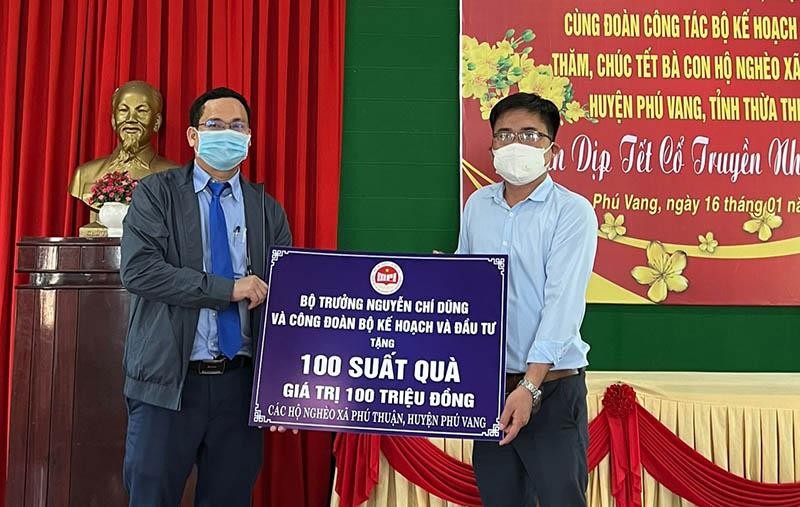 CÙNG ĐOÀN CÔNG TÁC BỘ KẾ HOẠCH
THĂM, CHÚC TẾT BÀ CON HỘ NGHÈO XÃ
HUYỆN PHÚ VANG, TỈNH THỪA
Dịp Tết Cổ Truyền
Phú Vang, ngày 16 tháng 01
mpi
BỘ TRƯỞNG NGUYỄN CHÍ DŨNG
VÀ CÔNG ĐOÀN BỘ KẾ HOẠCH VÀ ĐẦU TƯ
TẶNG
100 SUẤT QUÀ
GIÁ TRỊ 100 TRIỆU ĐỒNG
CÁC HỘ NGHÈO XÃ PHÚ THUẬN, HUYỆN PHÚ VANG